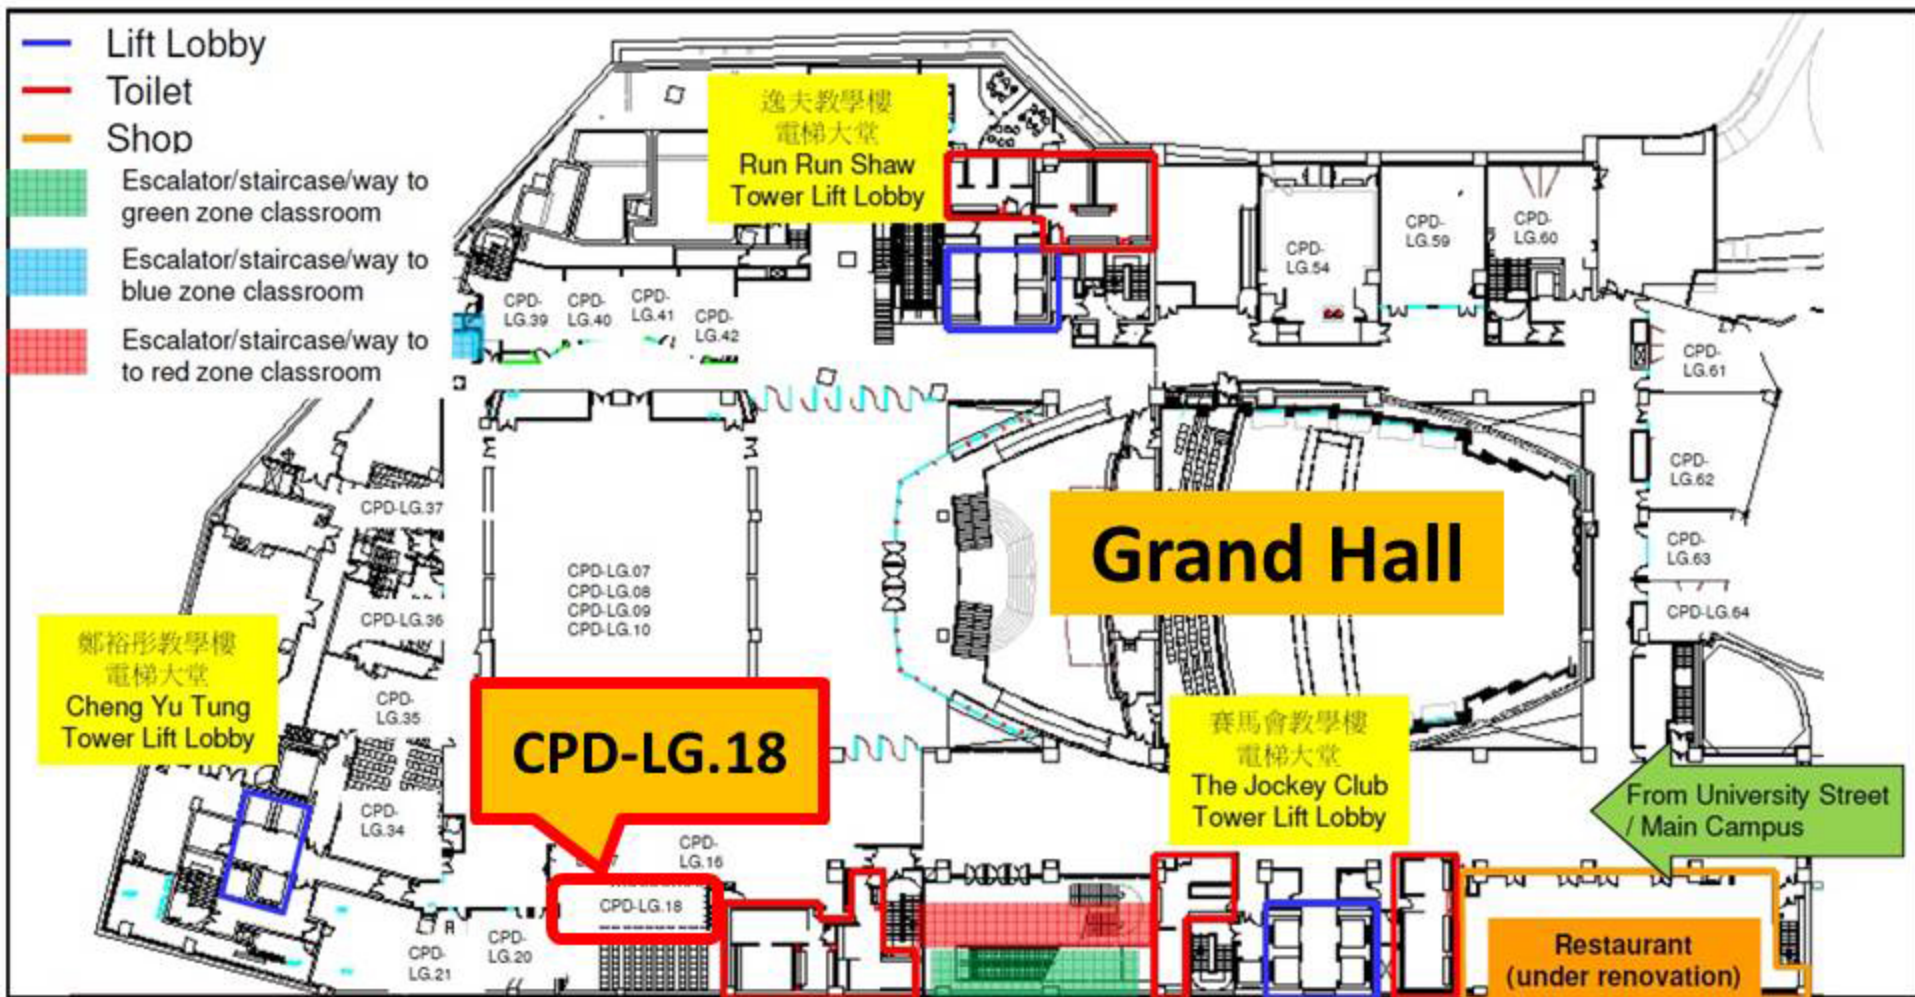 Lift Lobby
Toilet
Shop
Escalator/staircase/way to
green zone classroom
Escalator/staircase/way to
blue zone classroom
Escalator/staircase/way to
to red zone classroom
逸夫教學樓
電梯大堂
Run Run Shaw
Tower Lift Lobby
CPD-
LG.39
CPD-
LG.40
CPD-
LG.41
CPD-
LG.42
CPD-
LG.54
CPD-
LG.59
CPD-
LG.60
CPD-
LG.61
CPD-
LG.62
CPD-
LG.63
CPD-LG.64
CPD-LG.37
CPD-LG.36
CPD-
LG.35
CPD-
LG.34
CPD-LG.07
CPD-LG.08
CPD-LG.09
CPD-LG.10
Grand Hall
鄭裕彤教學樓
電梯大堂
Cheng Yu Tung
Tower Lift Lobby
CPD-LG.18
賽馬會教學樓
電梯大堂
The Jockey Club
Tower Lift Lobby
From University Street
/ Main Campus
CPD-
LG.16
CPD-LG.18
CPD-
LG.20
CPD-
LG.21
Restaurant
(under renovation)